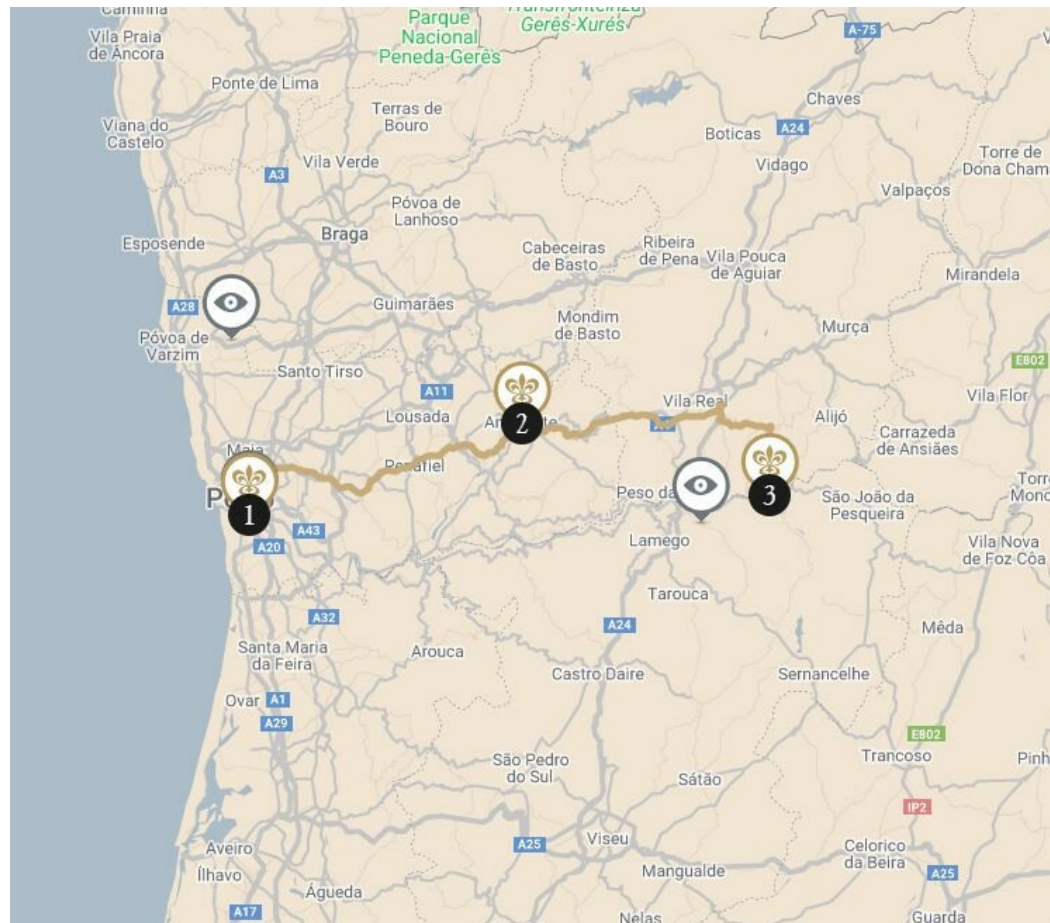 Caminha
Transfronteiriça
Gerês-Xurés
Parque
Nacional
Peneda-Gerês
A-75
Vila Praia
de Âncora
Ponte de Lima
Chaves
Terras de
Bouro
Viana do
Castelo
A24
Boticas
Torre de
Dona Cham
Vila Verde
Vidago
A3
Valpaços
Póvoa de
Lanhoso
Braga
Esposende
Cabeceiras
de Basto
Ribeira
de Pena
Vila Pouca
de Aguiar
Mirandela
A28
Guimarães
Mondim
de Basto
Póvoa de
Varzim
Murça
Santo Tirso
E802
A11
Vila Real
Vila Flor
Lousada
2
Alijó
Carrazeda
de Ansiães
Maia
3
São João da
Pesqueira
Peso da
1
A43
A20
Lamego
Vila Nova
de Foz Côa
Tarouca
A32
A24
Mêda
Santa Maria
da Feira
Arouca
Castro Daire
Sernancelhe
Ovar
A1
A29
E802
Trancoso
São Pedro
do Sul
Sátão
Pinh
IP2
Viseu
Aveiro
A25
Celorico
da Beira
Ílhavo
Mangualde
A25
Águeda
A17
Nelas
Guarda